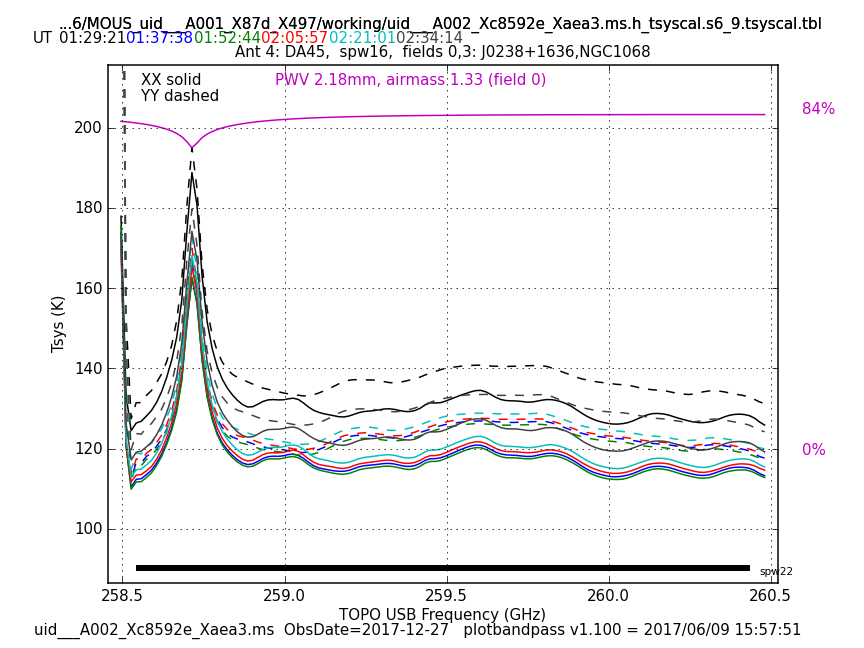 ...6/MOUS_uid___A001_X87d_X497/working/uid___A002_Xc8592e_Xaea3.ms.h_tsyscal.s6_9.tsyscal.tbl
UT 01:29:21 01:37:38 01:52:44 02:05:57 02:21:01 02:34:14
Ant 4: DA45, spw16, fields 0,3: J0238+1636,NGC1068
XX solid
YY dashed
PWV 2.18mm, airmass 1.33 (field 0)
84%
0%
200
180
160
140
120
100
Tsys (K)
spw22
258.5 259.0 259.5 260.0 260.5
TOPO USB Frequency (GHz)
uid___A002_Xc8592e_Xaea3.ms ObsDate=2017-12-27 plotbandpass v1.100 = 2017/06/09 15:57:51